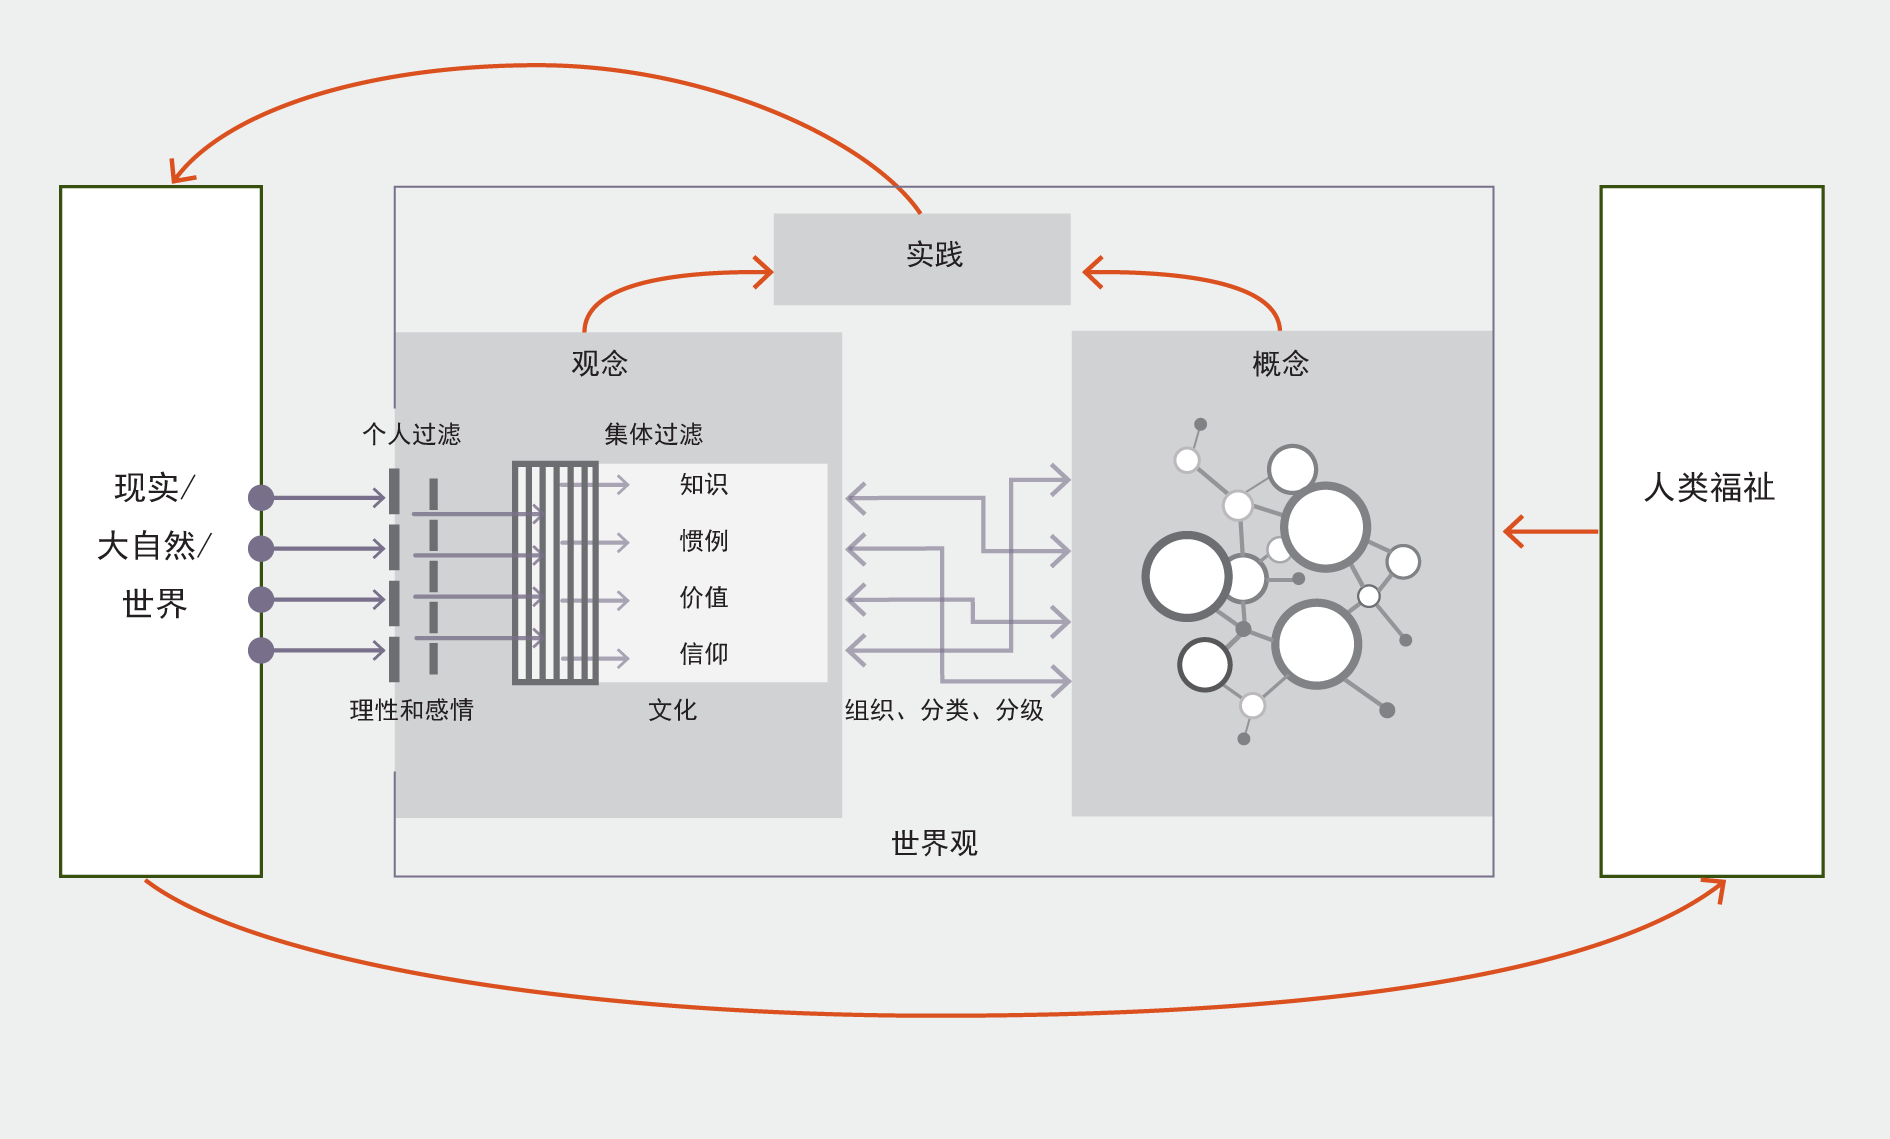 实践
观念
概念
个人过滤
集体过滤
现实/
大自然/
世界
知识
惯例
价值
信仰
理性和感情
文化
组织、分类、分级
世界观
人类福祉